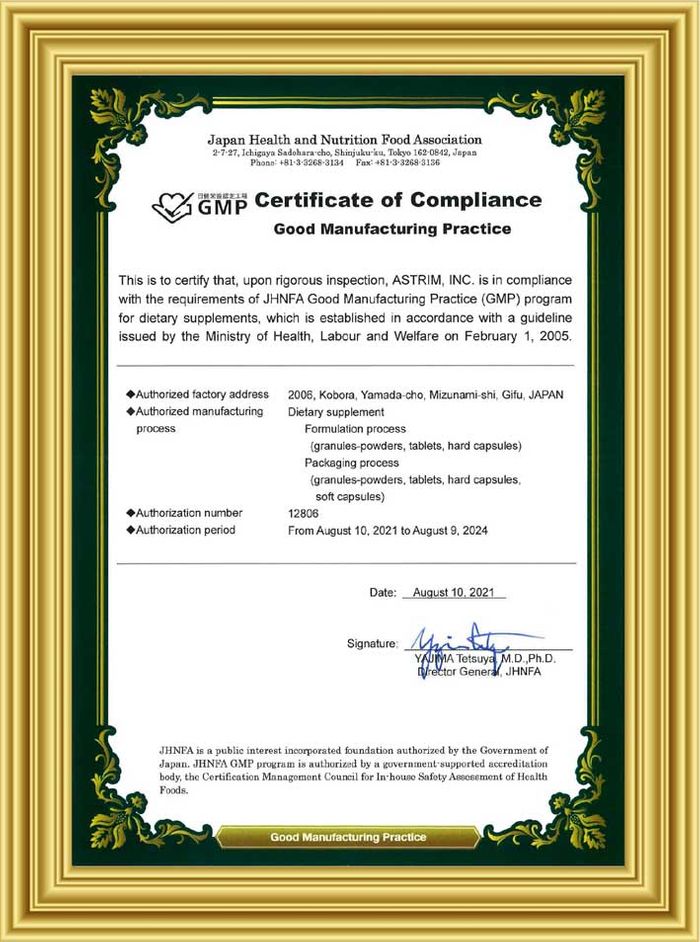 Japan Health and Nutrition Food Association
2-7-27, Ichigaya Sadohara-cho, Shinjuku-ku, Tokyo 162-0842, Japan
Phone: +81-3-3268-3134 Fax: +81-3-3268-3136
GMP Certificate of Compliance
Good Manufacturing Practice
This is to certify that, upon rigorous inspection, ASTRIM, INC. is in compliance
with the requirements of JHNFA Good Manufacturing Practice (GMP) program
for dietary supplements, which is established in accordance with a guideline
issued by the Ministry of Health, Labour and Welfare on February 1, 2005.
◆Authorized factory address 2006, Kobora, Yamada-cho, Mizunami-shi, Gifu, JAPAN
◆Authorized manufacturing Dietary supplement
process Formulation process
(granules-powders, tablets, hard capsules)
Packaging process
(granules-powders, tablets, hard capsules,
soft capsules)
◆Authorization number 12806
◆Authorization period From August 10, 2021 to August 9, 2024
Date: August 10, 2021
Signature:
YAJIMA Tetsuya, M.D.,Ph.D.
Director General, JHNFA
JHNFA is a public interest incorporated foundation authorized by the Government of
Japan. JHNFA GMP program is authorized by a government-supported accreditation
body, the Certification Management Council for In-house Safety Assessment of Health
Foods.
Good Manufacturing Practice